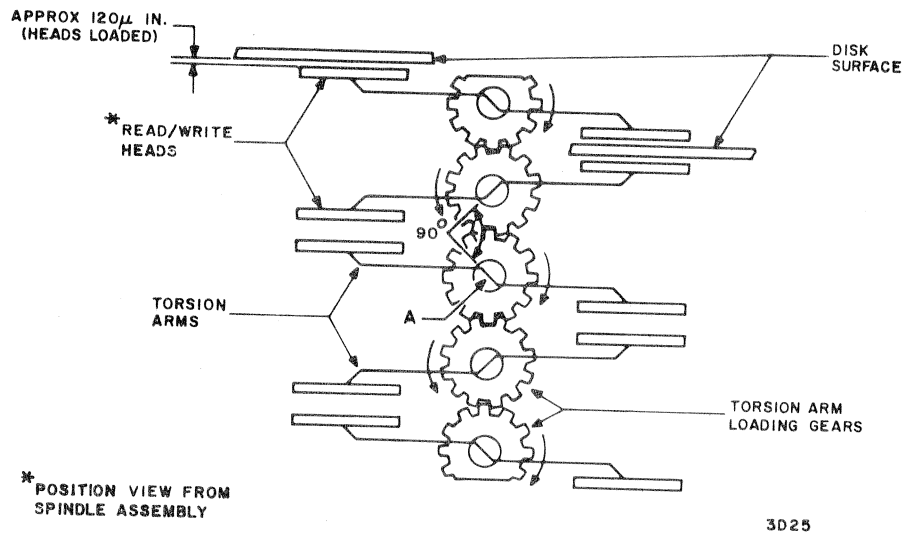 APPROX 120μ IN.
(HEADS LOADED)
DISK
SURFACE
*READ/WRITE
HEADS
90°
TORSION
ARMS
A
TORSION ARM
LOADING GEARS
*POSITION VIEW FROM
SPINDLE ASSEMBLY
3D25